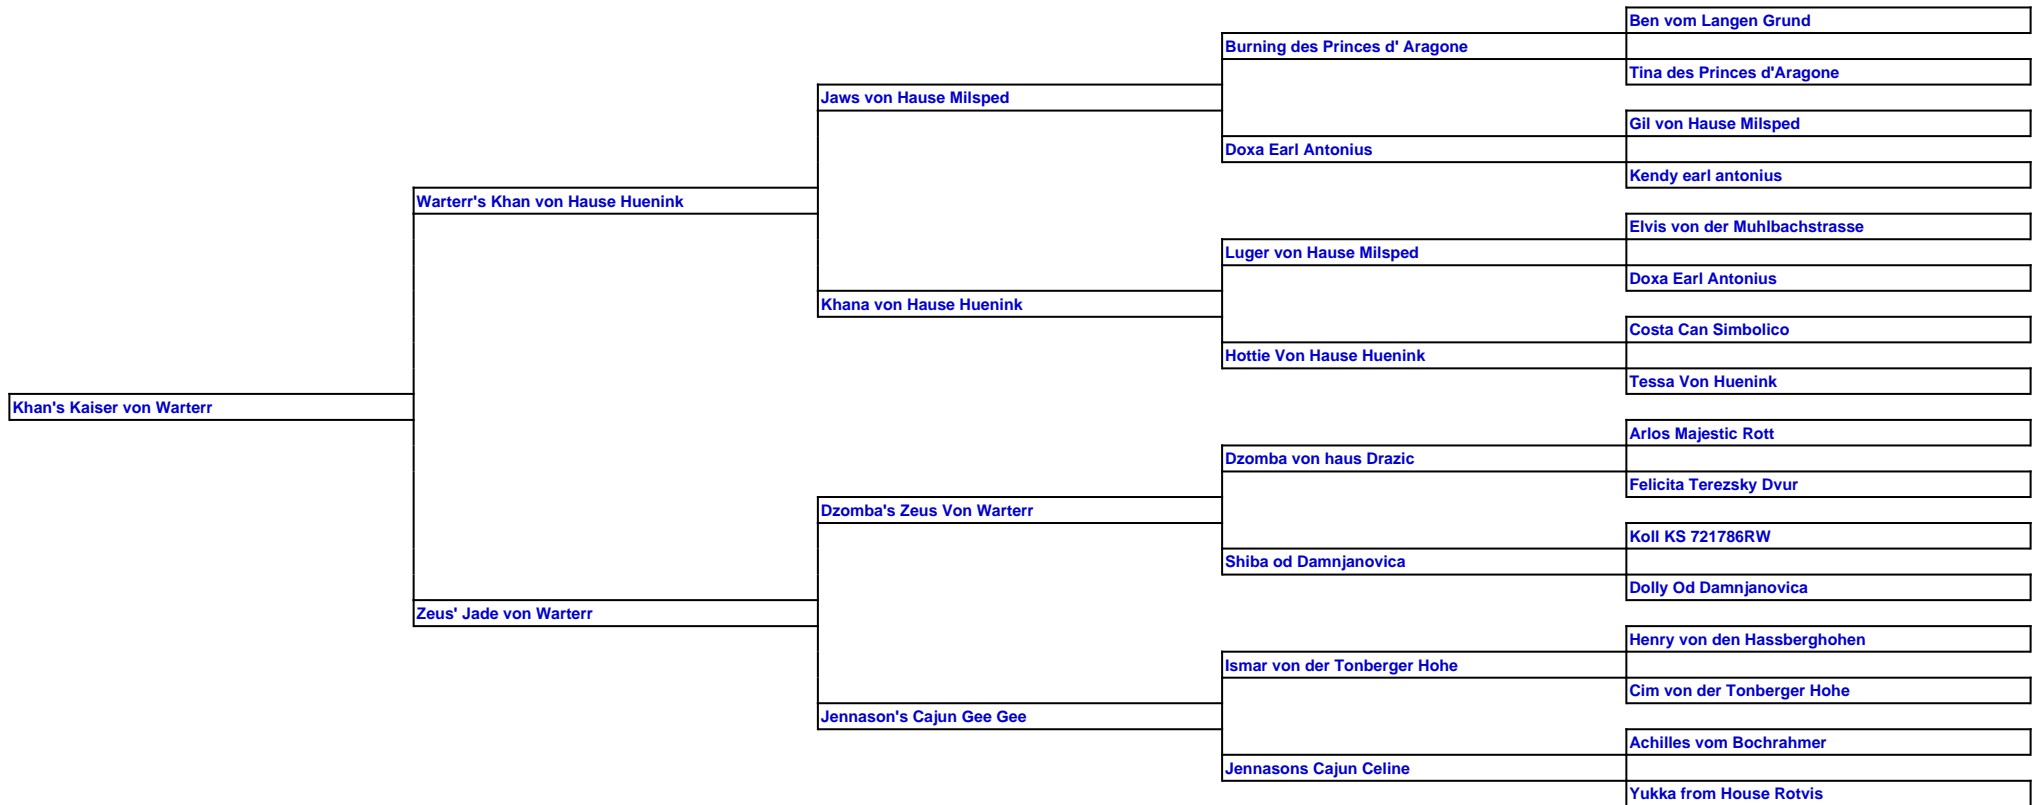 Ben vom Langen Grund
Burning des Princes d' Aragone
Tina des Princes d'Aragone
Jaws von Hause Milsped
Gil von Hause Milsped
Doxa Earl Antonius
Kendy earl antonius
Warterr's Khan von Hause Huenink
Elvis von der Muhlbachstrasse
Luger von Hause Milsped
Doxa Earl Antonius
Khana von Hause Huenink
Costa Can Simbolico
Hottie Von Hause Huenink
Tessa Von Huenink
Khan's Kaiser von Warterr
Arlos Majestic Rott
Dzomba von haus Drazic
Felicita Terezsky Dvur
Dzomba's Zeus Von Warterr
Koll KS 721786RW
Shiba od Damnjanovica
Dolly Od Damnjanovica
Zeus' Jade von Warterr
Henry von den Hassberghohen
Ismar von der Tonberger Hohe
Cim von der Tonberger Hohe
Jennason's Cajun Gee Gee
Achilles vom Bochrahmer
Jennasons Cajun Celine
Yukka from House Rotvis